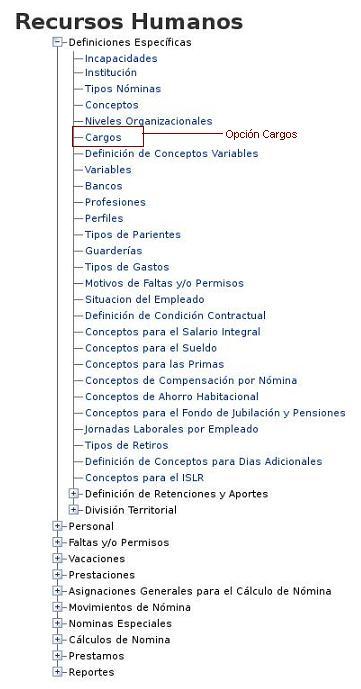 Recursos Humanos
Definiciones Específicas
Incapacidades
Institución
Tipos Nóminas
Conceptos
Niveles Organizacionales
Cargos
Opción Cargos
Definición de Conceptos Variables
Variables
Bancos
Profesiones
Perfiles
Tipos de Parientes
Guarderías
Tipos de Gastos
Motivos de Faltas y/o Permisos
Situacion del Empleado
Definición de Condición Contractual
Conceptos para el Salario Integral
Conceptos para el Sueldo
Conceptos para las Primas
Conceptos de Compensación por Nómina
Conceptos de Ahorro Habitacional
Conceptos para el Fondo de Jubilación y Pensiones
Jornadas Laborales por Empleado
Tipos de Retiros
Definición de Conceptos para Dias Adicionales
Conceptos para el ISLR
Definición de Retenciones y Aportes
División Territorial
Personal
Faltas y/o Permisos
Vacaciones
Prestaciones
Asignaciones Generales para el Cálculo de Nómina
Movimientos de Nómina
Nominas Especiales
Cálculos de Nomina
Prestamos
Reportes